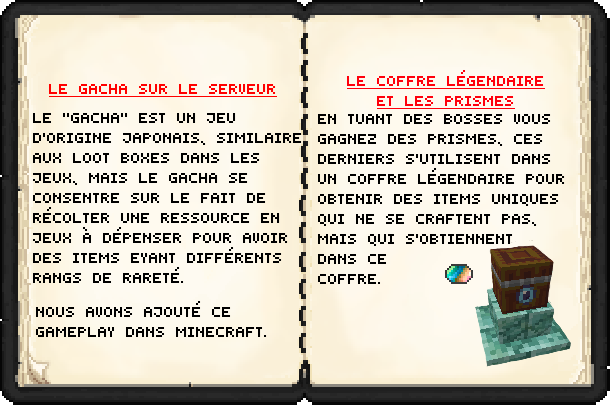 LE GACHA SUR LE SERVEUR
LE "GACHA" EST UN JEU
D'ORIGINE JAPONAIS, SIMILAIRE
AUX LOOT BOXES DANS LES
JEUX, MAIS LE GACHA SE
CONSENTRE SUR LE FAIT DE
RÉCOLTER UNE RESSOURCE EN
JEUX À DÉPENSER POUR AVOIR
DES ITEMS EYANT DIFFÉRENTS
RANGS DE RARETÉ.
NOUS AVONS AJOUTÉ CE
GAMEPLAY DANS MINECRAFT.
LE COFFRE LÉGENDAIRE
ET LES PRISMES
EN TUANT DES BOSSES VOUS
GAGNEZ DES PRISMES, CES
DERNIERS S'UTILISENT DANS
UN COFFRE LÉGENDAIRE POUR
OBTENIR DES ITEMS UNIQUES
QUI NE SE CRAFTENT PAS,
MAIS QUI S'OBTIENNENT
DANS CE
COFFRE.